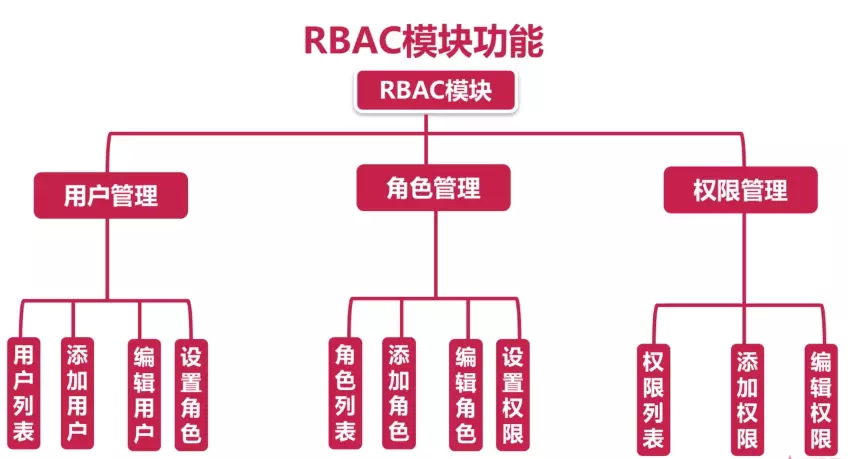 RBAC模块功能
RBAC模块
用户管理
角色管理
权限管理
用户列表
添加用户
编辑用户
设置角色
角色列表
添加角色
编辑角色
设置权限
权限列表
添加权限
编辑权限